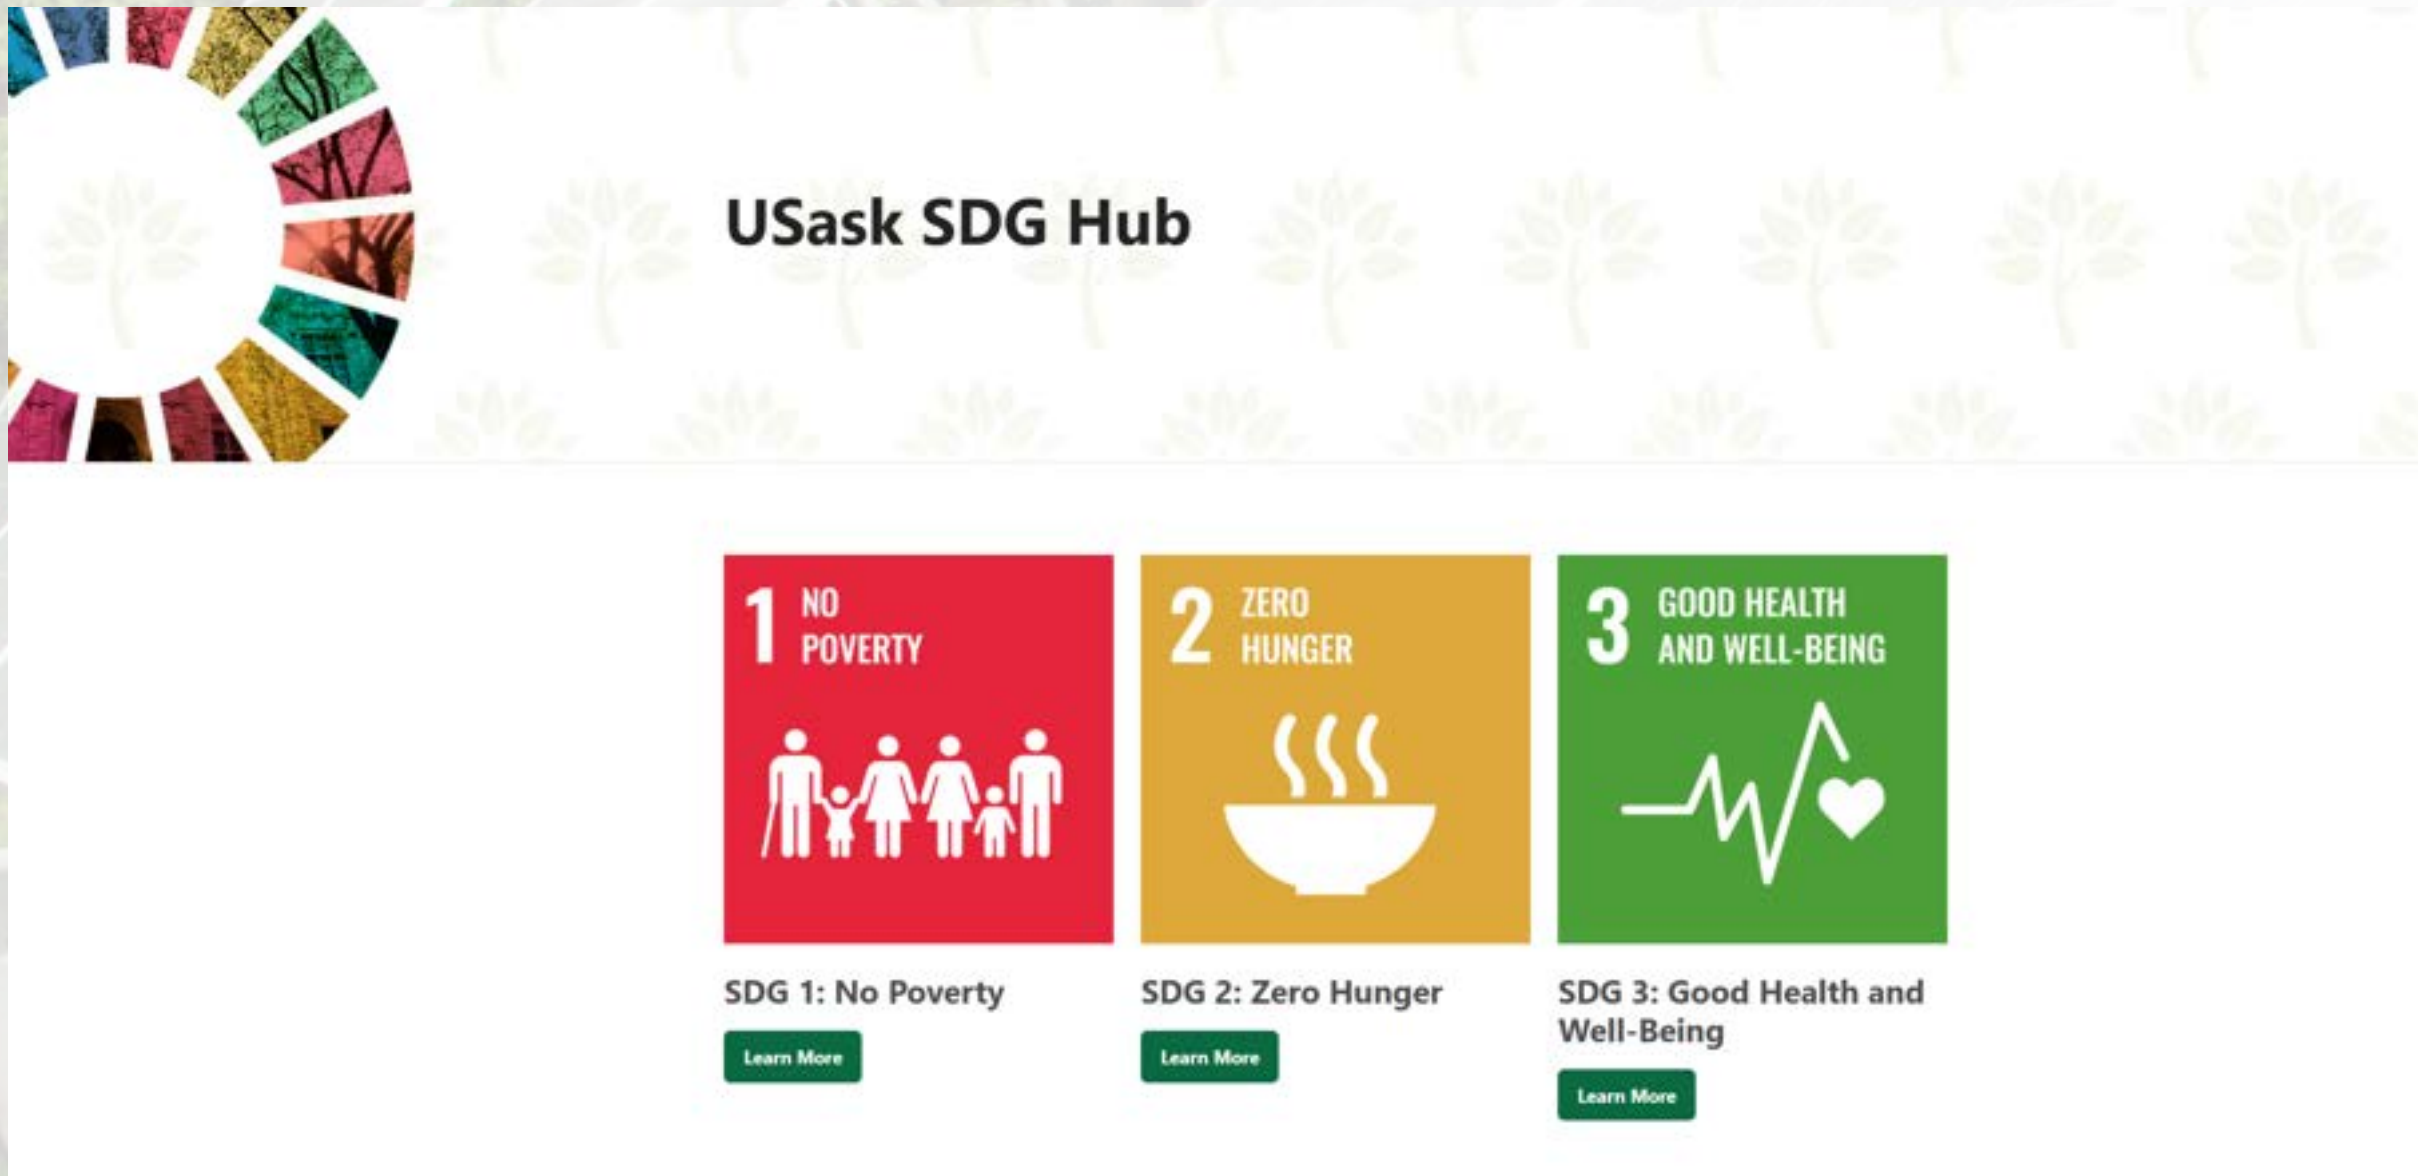 USask SDG Hub
1 NO
POVERTY
2 ZERO
HUNGER
3 GOOD HEALTH
AND WELL-BEING
SDG 1: No Poverty
Learn More
SDG 2: Zero Hunger
Learn More
SDG 3: Good Health and
Well-Being
Learn More